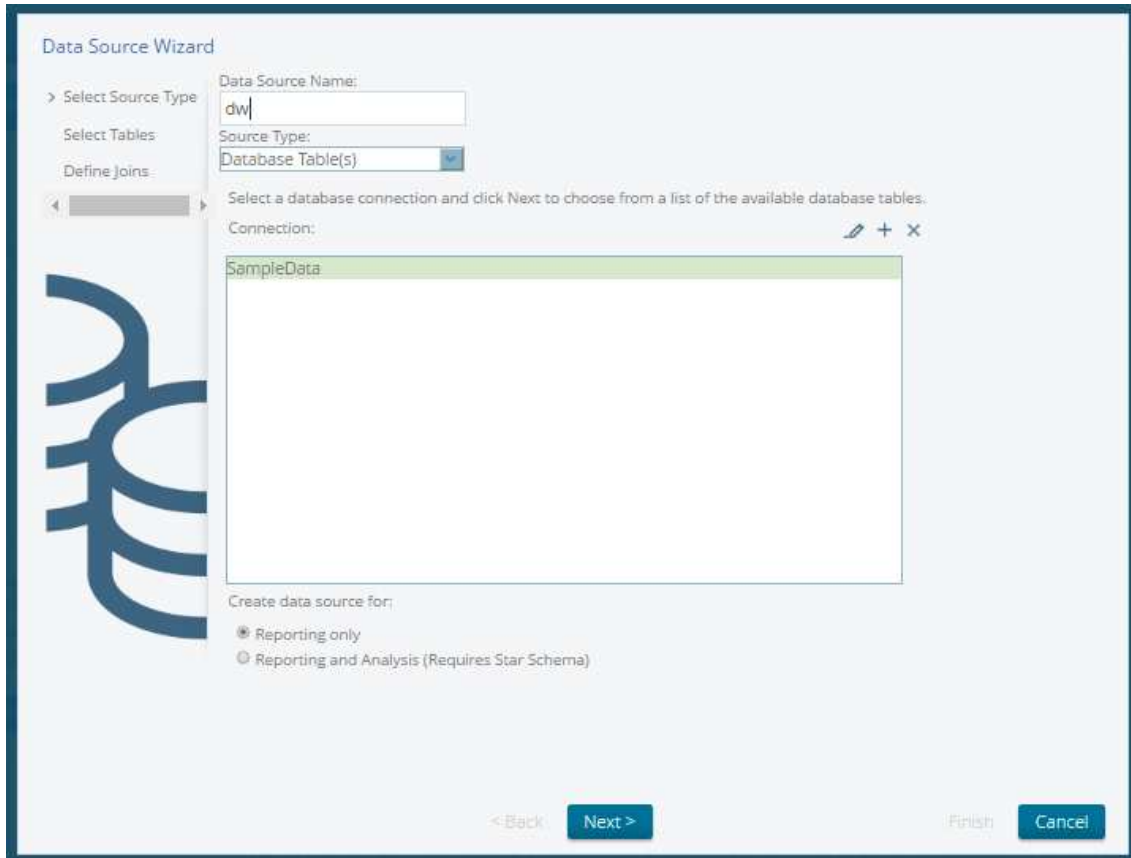 Data Source Wizard
> Select Source Type
Select Tables
Define Joins
Data Source Name:
dw
Source Type:
Database Table(s)
Select a database connection and click Next to choose from a list of the available database tables.
Connection:
SampleData
Create data source for:
Reporting only
Reporting and Analysis (Requires Star Schema)
< Back Next > Finish Cancel